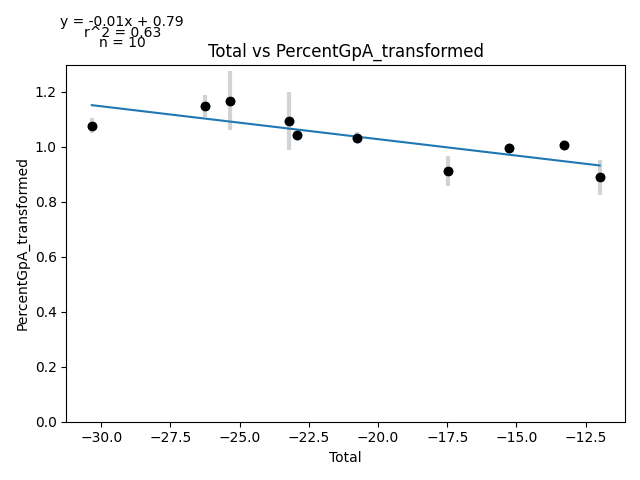 y = -0.01x + 0.79
r^2 = 0.63
n = 10
Total vs PercentGpA_transformed
PercentGpA_transformed
1.2
1.0
0.8
0.6
0.4
0.2
0.0
−30.0 −27.5 −25.0 −22.5 −20.0 −17.5 −15.0 −12.5
Total